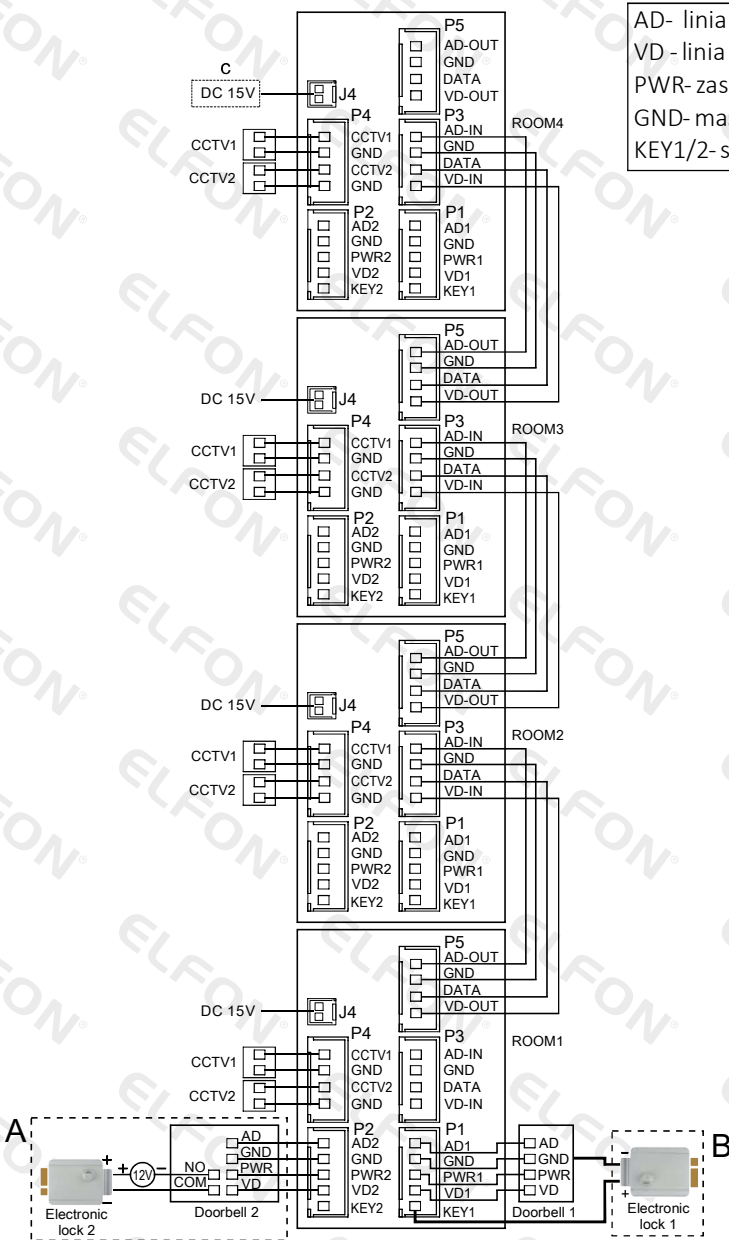 AD- linia
VD - linia
PWR- zas
GND- ma
KEY1/2- s
P5
AD-OUT
GND
DATA
VD-OUT
C
DC 15V
J4
P4
CCTV1
GND
CCTV2
GND
CCTV1
CCTV2
P3
AD-IN
GND
DATA
VD-IN
ROOM4
P2
AD2
GND
PWR2
VD2
KEY2
P1
AD1
GND
PWR1
VD1
KEY1
P5
AD-OUT
GND
DATA
VD-OUT
DC 15V
J4
P4
CCTV1
GND
CCTV2
GND
CCTV1
CCTV2
P3
AD-IN
GND
DATA
VD-IN
ROOM3
P2
AD2
GND
PWR2
VD2
KEY2
P1
AD1
GND
PWR1
VD1
KEY1
P5
AD-OUT
GND
DATA
VD-OUT
DC 15V
J4
P4
CCTV1
GND
CCTV2
GND
CCTV1
CCTV2
P3
AD-IN
GND
DATA
VD-IN
ROOM2
P2
AD2
GND
PWR2
VD2
KEY2
P1
AD1
GND
PWR1
VD1
KEY1
P5
AD-OUT
GND
DATA
VD-OUT
DC 15V
J4
P4
CCTV1
GND
CCTV2
GND
CCTV1
CCTV2
P3
AD-IN
GND
DATA
VD-IN
ROOM1
P2
AD2
GND
PWR2
VD2
KEY2
P1
AD1
GND
PWR1
VD1
KEY1
A
+
−
+ 12V −
NO
COM
AD
GND
PWR
VD
Electronic
lock 2
Doorbell 2
AD
GND
PWR
VD
Doorbell 1
B
−
+
Electronic
lock 1
ELFON®